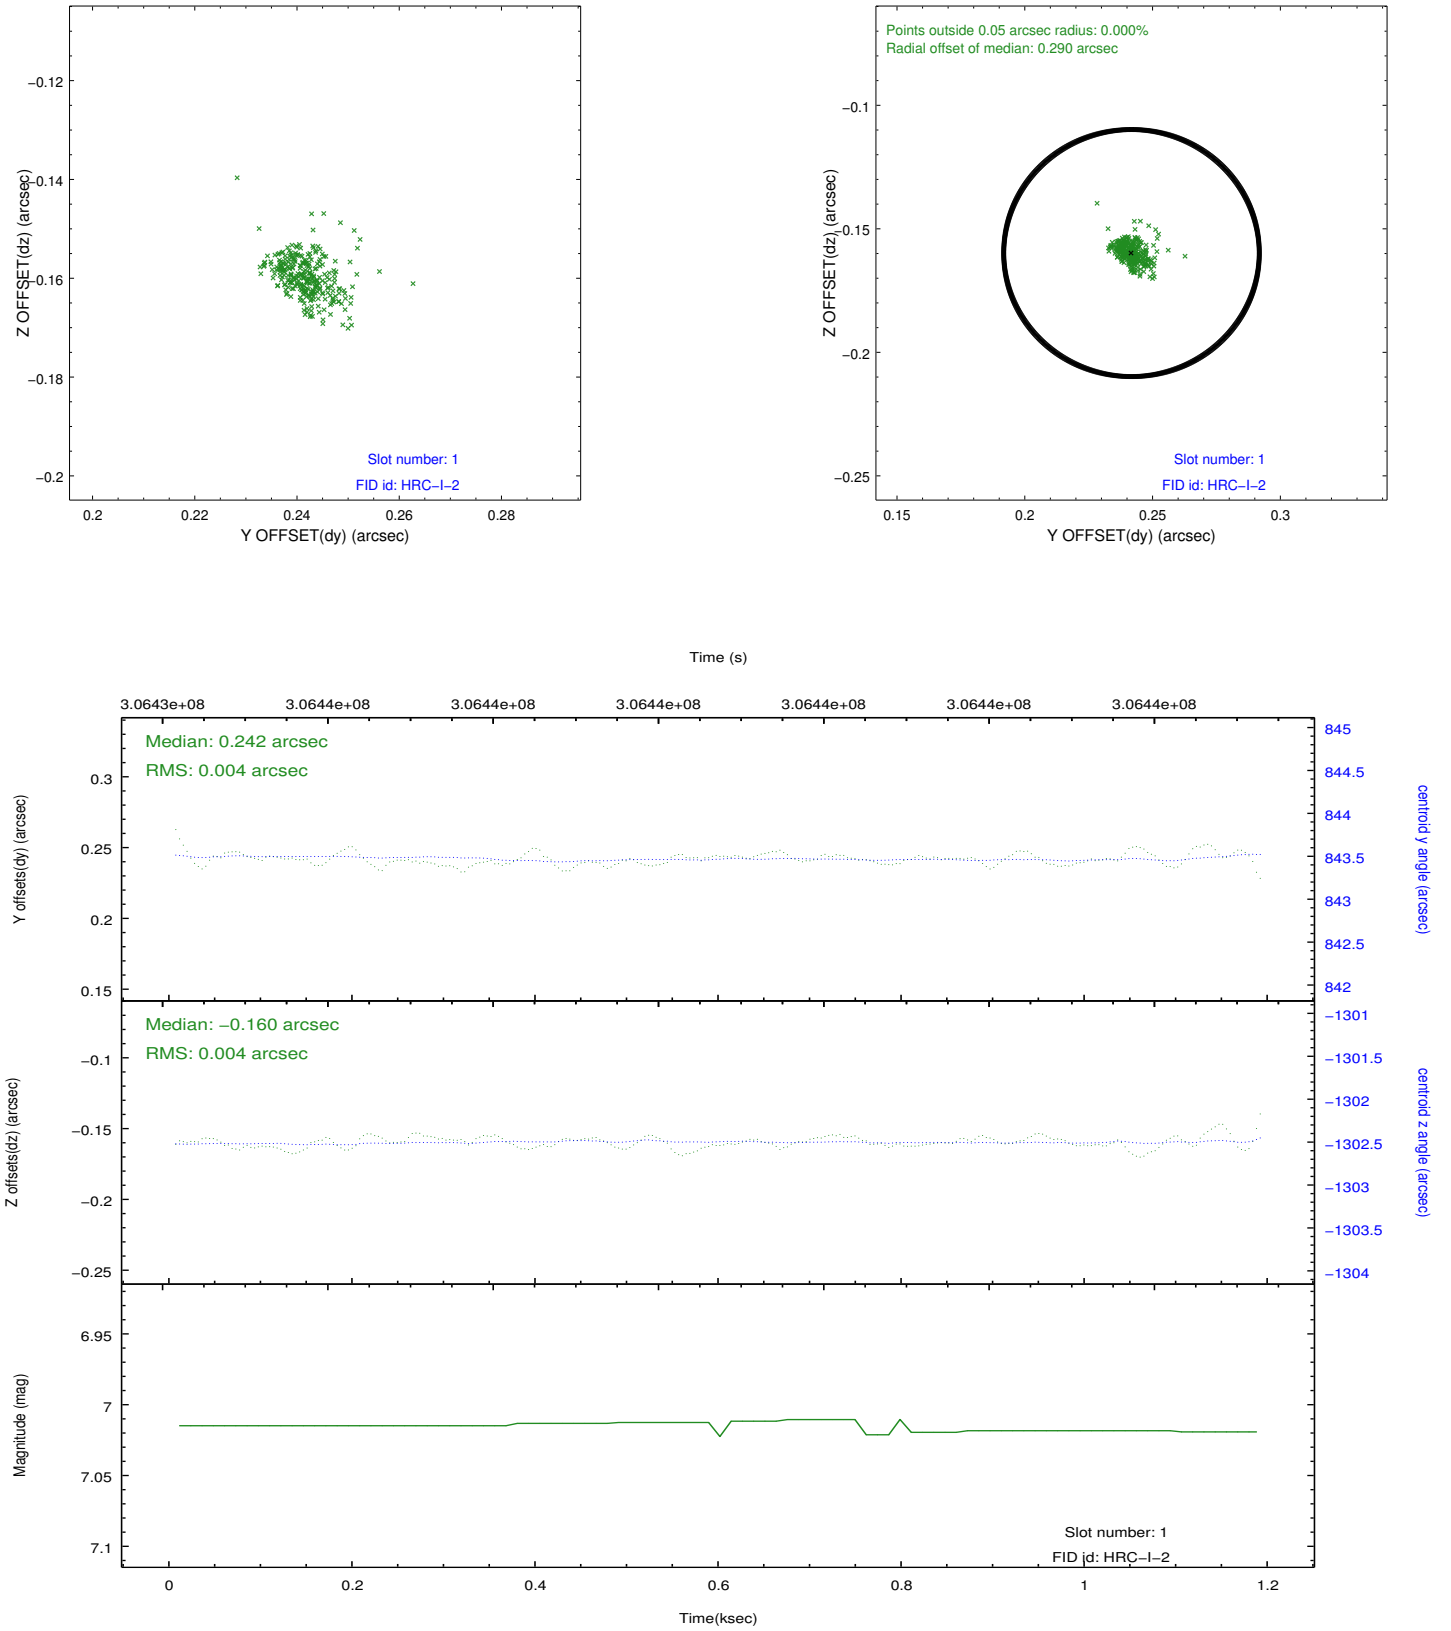 −0.12
−0.14
−0.16
−0.18
−0.2
Z OFFSET(dz) (arcsec)
Slot number: 1
FID id: HRC−I−2
0.2 0.22 0.24 0.26 0.28
Y OFFSET(dy) (arcsec)
Points outside 0.05 arcsec radius: 0.000%
Radial offset of median: 0.290 arcsec
−0.1
−0.15
−0.2
−0.25
Z OFFSET(dz) (arcsec)
Slot number: 1
FID id: HRC−I−2
0.15 0.2 0.25 0.3
Y OFFSET(dy) (arcsec)
Time (s)
3.0643e+08 3.0644e+08 3.0644e+08 3.0644e+08 3.0644e+08 3.0644e+08 3.0644e+08
Median: 0.242 arcsec
RMS: 0.004 arcsec
0.3
0.25
0.2
0.15
Y offsets(dy) (arcsec)
845
844.5
844
843.5
843
842.5
842
centroid y angle (arcsec)
Median: −0.160 arcsec
RMS: 0.004 arcsec
−0.1
−0.15
−0.2
−0.25
Z offsets(dz) (arcsec)
−1301
−1301.5
−1302
−1302.5
−1303
−1303.5
−1304
centroid z angle (arcsec)
6.95
7
7.05
7.1
Magnitude (mag)
Slot number: 1
FID id: HRC−I−2
0 0.2 0.4 0.6 0.8 1 1.2
Time(ksec)